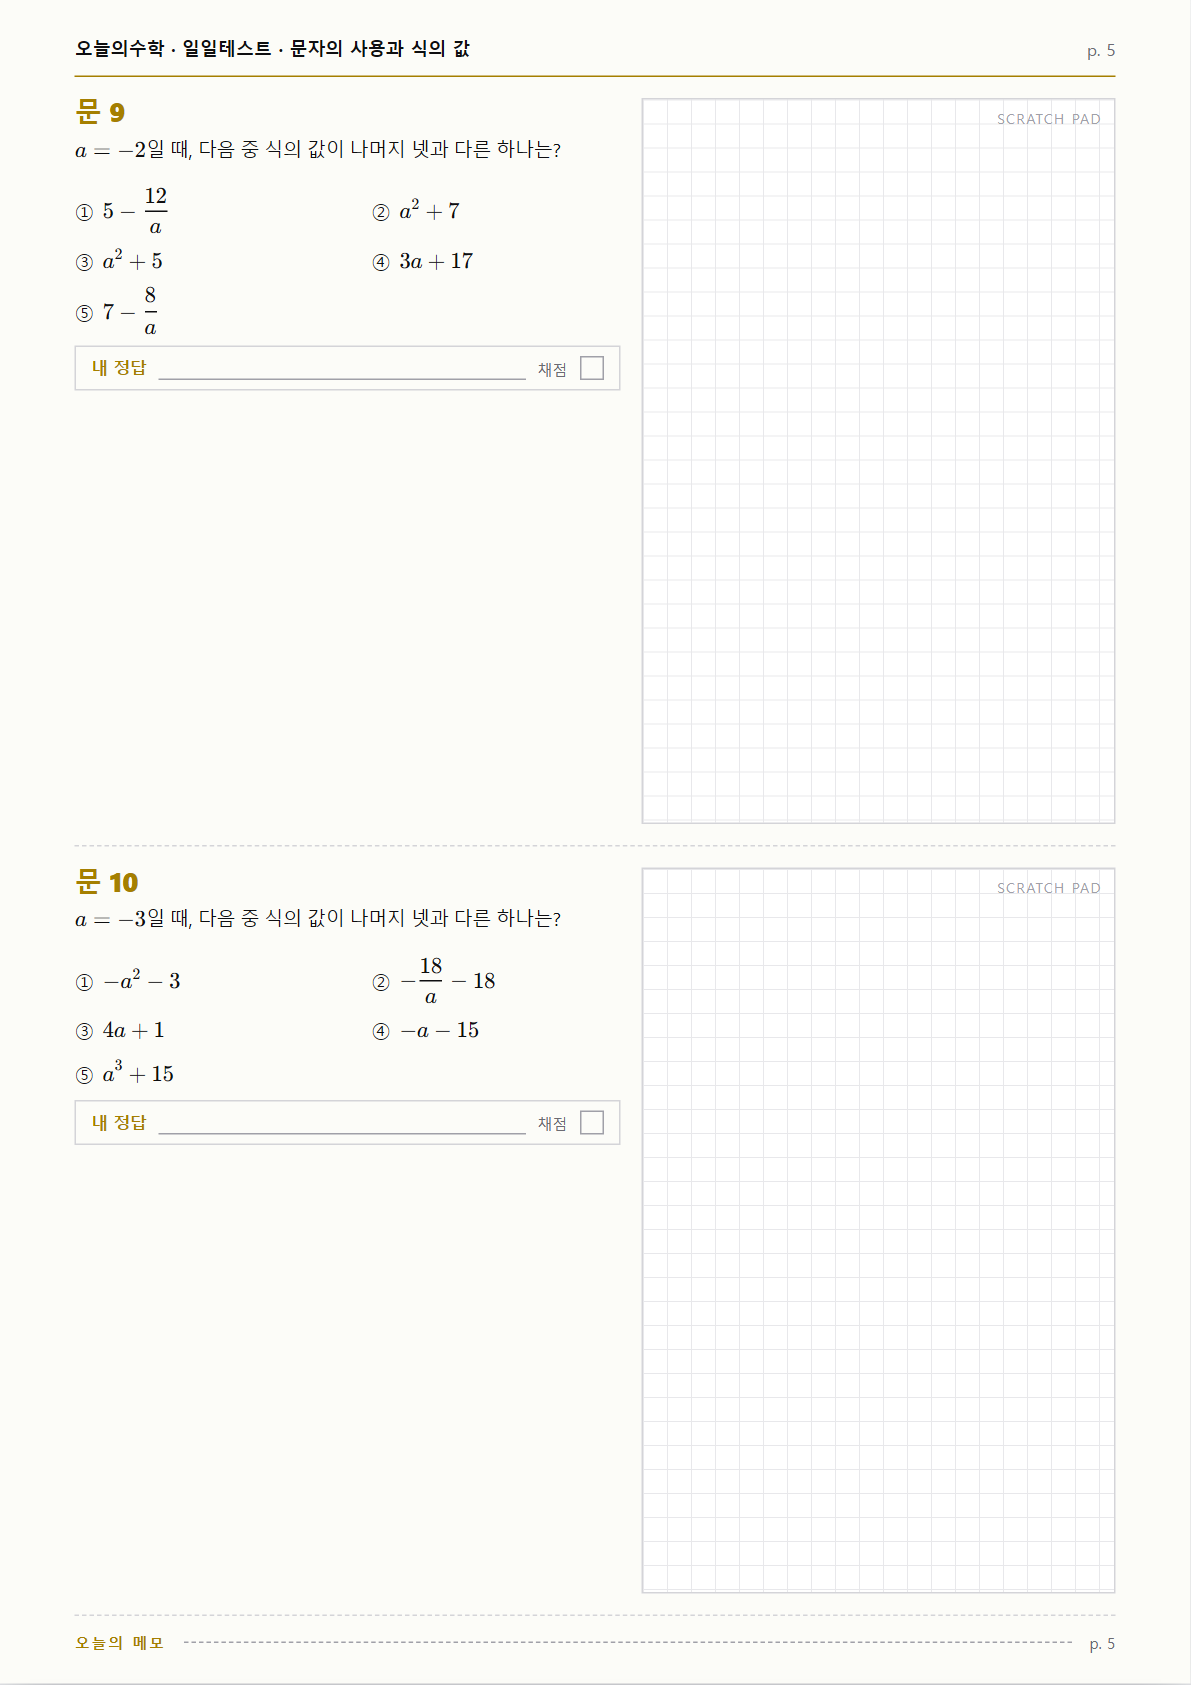 오늘의수학 · 일일테스트 · 문자의 사용과 식의 값
p. 5
문 9
SCRATCH PAD
a = −2일 때, 다음 중 식의 값이 나머지 넷과 다른 하나는?
① 5 − 12/a
② a² + 7
③ a² + 5
④ 3a + 17
⑤ 7 − 8/a
내 정답
채점
문 10
SCRATCH PAD
a = −3일 때, 다음 중 식의 값이 나머지 넷과 다른 하나는?
① −a² − 3
② −18/a − 18
③ 4a + 1
④ −a − 15
⑤ a³ + 15
내 정답
채점
오늘의 메모
p. 5